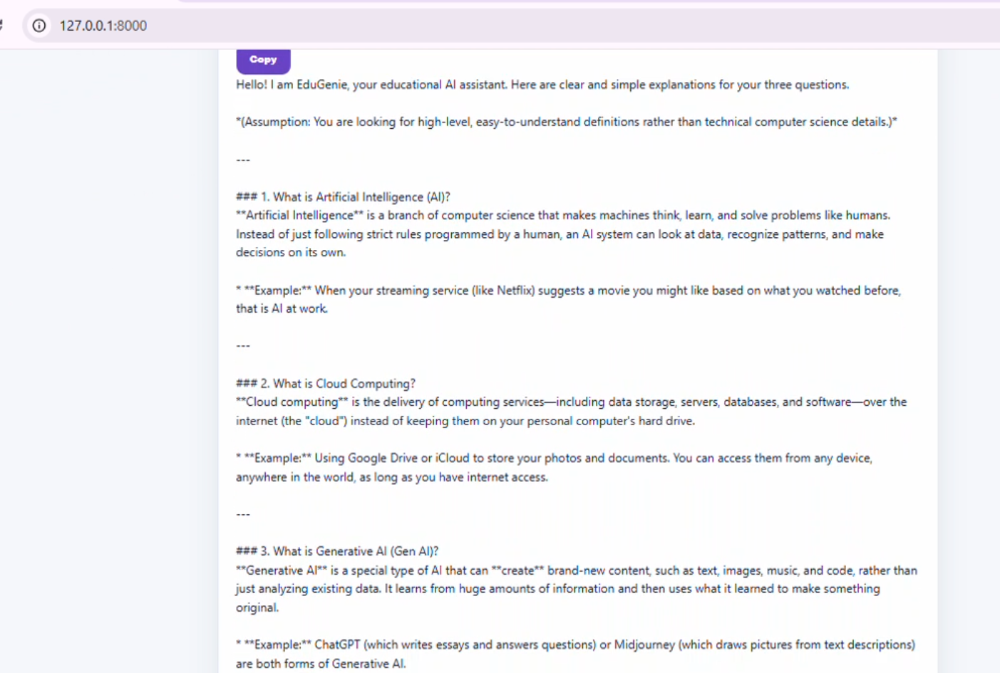 127.0.0.1:8000
Copy
Hello! I am EduGenie, your educational AI assistant. Here are clear and simple explanations for your three questions.
*(Assumption: You are looking for high-level, easy-to-understand definitions rather than technical computer science details.)*
---
### 1. What is Artificial Intelligence (AI)?
**Artificial Intelligence** is a branch of computer science that makes machines think, learn, and solve problems like humans.
Instead of just following strict rules programmed by a human, an AI system can look at data, recognize patterns, and make
decisions on its own.
* **Example:** When your streaming service (like Netflix) suggests a movie you might like based on what you watched before,
that is AI at work.
---
### 2. What is Cloud Computing?
**Cloud computing** is the delivery of computing services—including data storage, servers, databases, and software—over the
internet (the "cloud") instead of keeping them on your personal computer's hard drive.
* **Example:** Using Google Drive or iCloud to store your photos and documents. You can access them from any device,
anywhere in the world, as long as you have internet access.
---
### 3. What is Generative AI (Gen AI)?
**Generative AI** is a special type of AI that can **create** brand-new content, such as text, images, music, and code, rather than
just analyzing existing data. It learns from huge amounts of information and then uses what it learned to make something
original.
* **Example:** ChatGPT (which writes essays and answers questions) or Midjourney (which draws pictures from text descriptions)
are both forms of Generative AI.